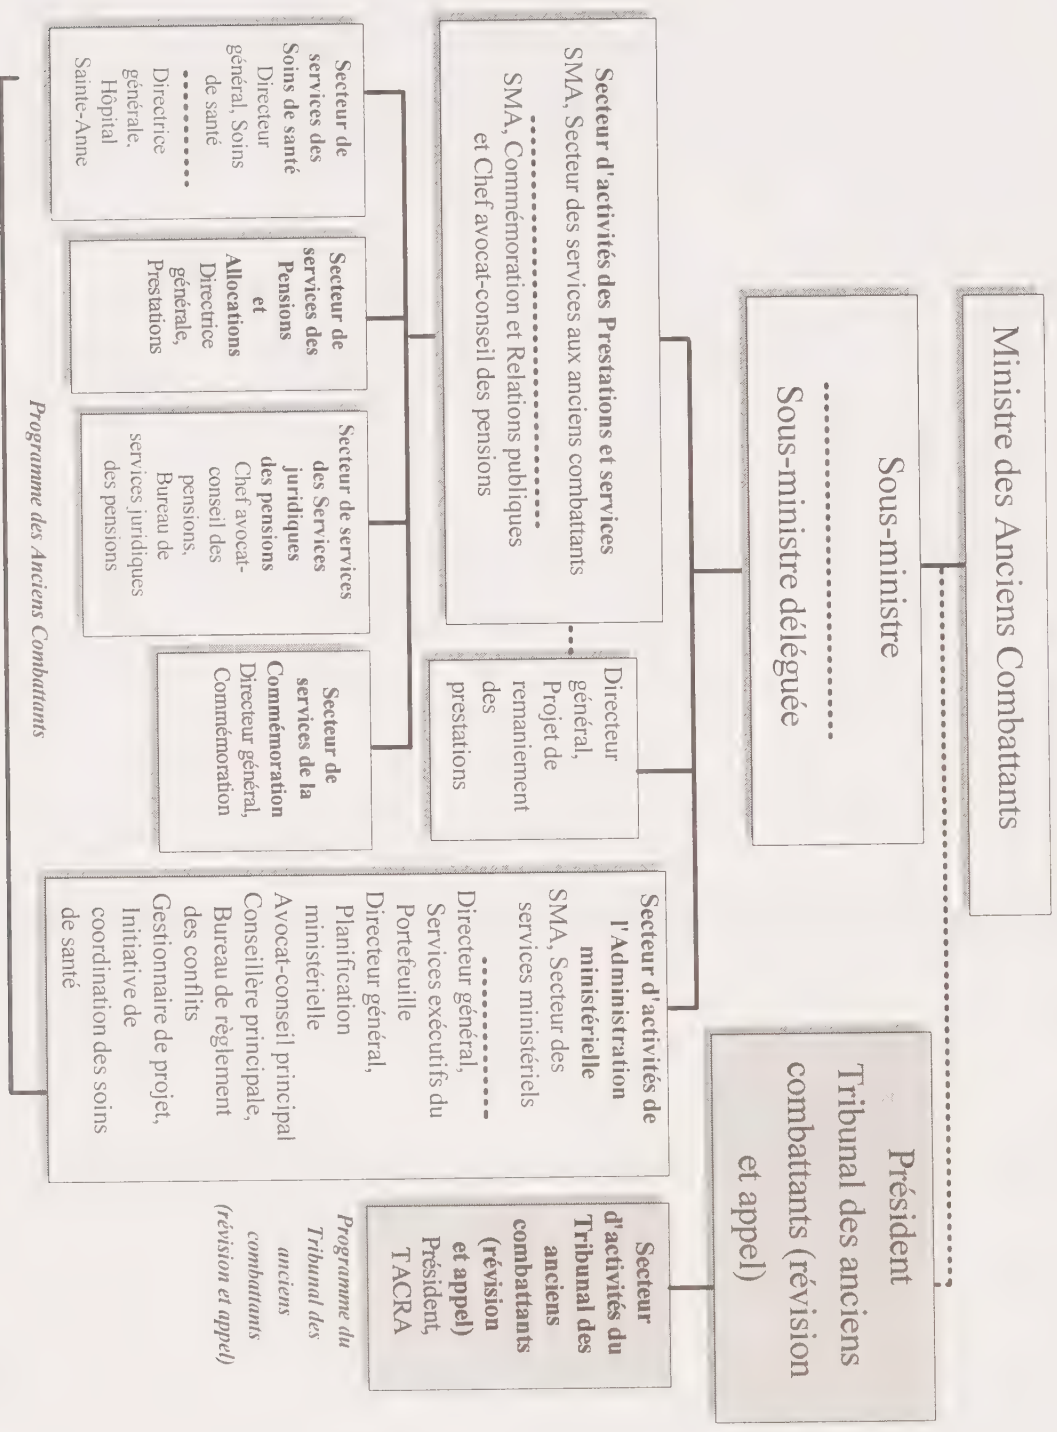 Ministre des Anciens Combattants
Sous-ministre
Sous-ministre déléguée
Président
Tribunal des anciens
combattants (révision
et appel)
Secteur d'activités des Prestations et services
SMA, Secteur des services aux anciens combattants
SMA, Commémoration et Relations publiques
et Chef avocat-conseil des pensions
Directeur
général,
Projet de
remaniement
des
prestations
Secteur d'activités de
l'Administration
ministérielle
SMA, Secteur des
services ministériels
Directeur général,
Services exécutifs du
Portefeuille
Directeur général,
Planification
ministérielle
Avocat-conseil principal
Conseillère principale,
Bureau de règlement
des conflits
Gestionnaire de projet,
Initiative de
coordination des soins
de santé
Secteur
d'activités du
Tribunal des
anciens
combattants
(révision
et appel)
Président,
TACRA
Secteur de
services des
Soins de santé
Directeur
général, Soins
de santé
Directrice
générale,
Hôpital
Sainte-Anne
Secteur de
services des
Pensions
et
Allocations
Directrice
générale,
Prestations
Secteur de services
des Services
juridiques
des pensions
Chef avocat-
conseil des
pensions,
Bureau de
services juridiques
des pensions
Secteur de
services de la
Commémoration
Directeur général,
Commémoration
Programme des Anciens Combattants
Programme du
Tribunal des
anciens
combattants
(révision et appel)